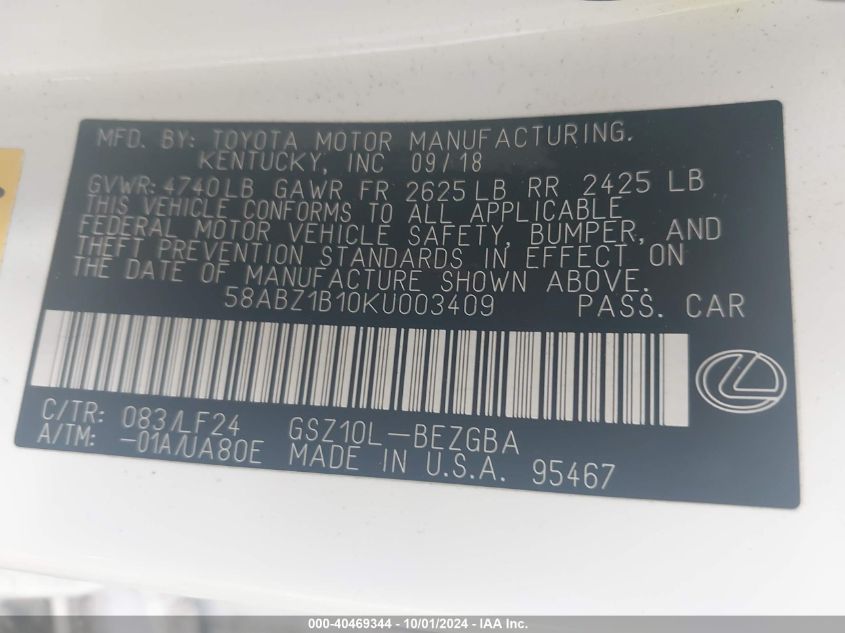 MFD. BY: TOYOTA MOTOR MANUFACTURING.
KENTUCKY, INC 09/18
GVWR: 4740LB GAWR FR 2625 LB RR 2425 LB
THIS VEHICLE CONFORMS TO ALL APPLICABLE
FEDERAL MOTOR VEHICLE SAFETY, BUMPER, AND
THEFT PREVENTION STANDARDS IN EFFECT ON
THE DATE OF MANUFACTURE SHOWN ABOVE.
58ABZ1B10KU003409 PASS. CAR
C/TR: 083/LF24 GSZ10L-BEZGBA
A/TM: -01A/UA80E MADE IN U.S.A. 95467
000-40469344 - 10/01/2024 - IAA Inc.